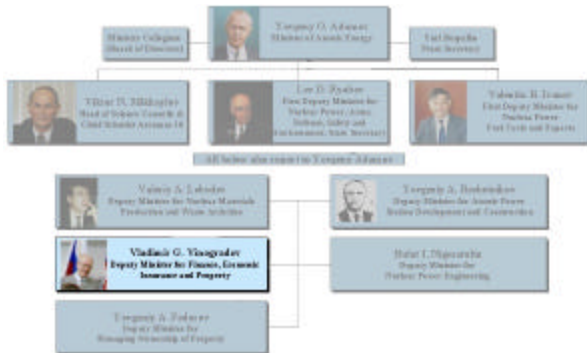 Yevgeny O. Adamov
Minister of Atomic Energy
Ministry Collegium
(Board of Directors)
Yuri Bespalko
Press Secretary
Viktor N. Mikhaylov
Head of Science Councils &
Chief Scientist Arzamas-16
Lev D. Ryabev
First Deputy Minister for
Nuclear Power, Arms,
Defense, Safety and
Environment, State Secretary
Valentin B. Ivanov
First Deputy Minister for
Nuclear Power
Fuel Cycle and Exports
All below also report to Yevgeny Adamov
Valeriy A. Lebedev
Deputy Minister for Nuclear Materials
Production and Waste Activities
Yevgeniy A. Reshetnikov
Deputy Minister for Atomic Power
Station Development and Construction
Vladimir G. Vinogradov
Deputy Minister for Finance, Economic
Insurance and Property
Bulat I. Nigmatulin
Deputy Minister for
Nuclear Power Engineering
Yevgeniy A. Fedorov
Deputy Minister for
Managing Ownership of Property